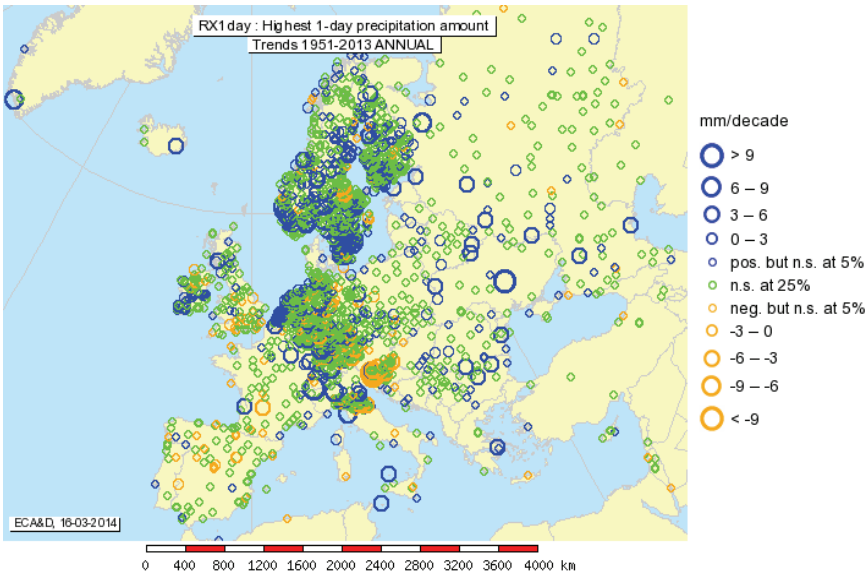 RX1day : Highest 1-day precipitation amount
Trends 1951-2013 ANNUAL
mm/decade
> 9
6 – 9
3 – 6
0 – 3
pos. but n.s. at 5%
n.s. at 25%
neg. but n.s. at 5%
-3 – 0
-6 – -3
-9 – -6
< -9
ECA&D, 16-03-2014
0 400 800 1200 1600 2000 2400 2800 3200 3600 4000 km